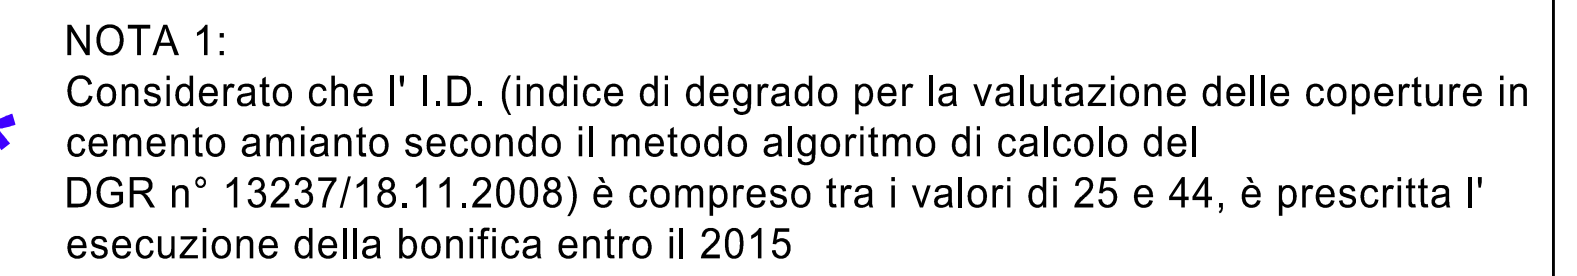 NOTA 1:
Considerato che l' I.D. (indice di degrado per la valutazione delle coperture in
cemento amianto secondo il metodo algoritmo di calcolo del
DGR n° 13237/18.11.2008) è compreso tra i valori di 25 e 44, è prescritta l'
esecuzione della bonifica entro il 2015